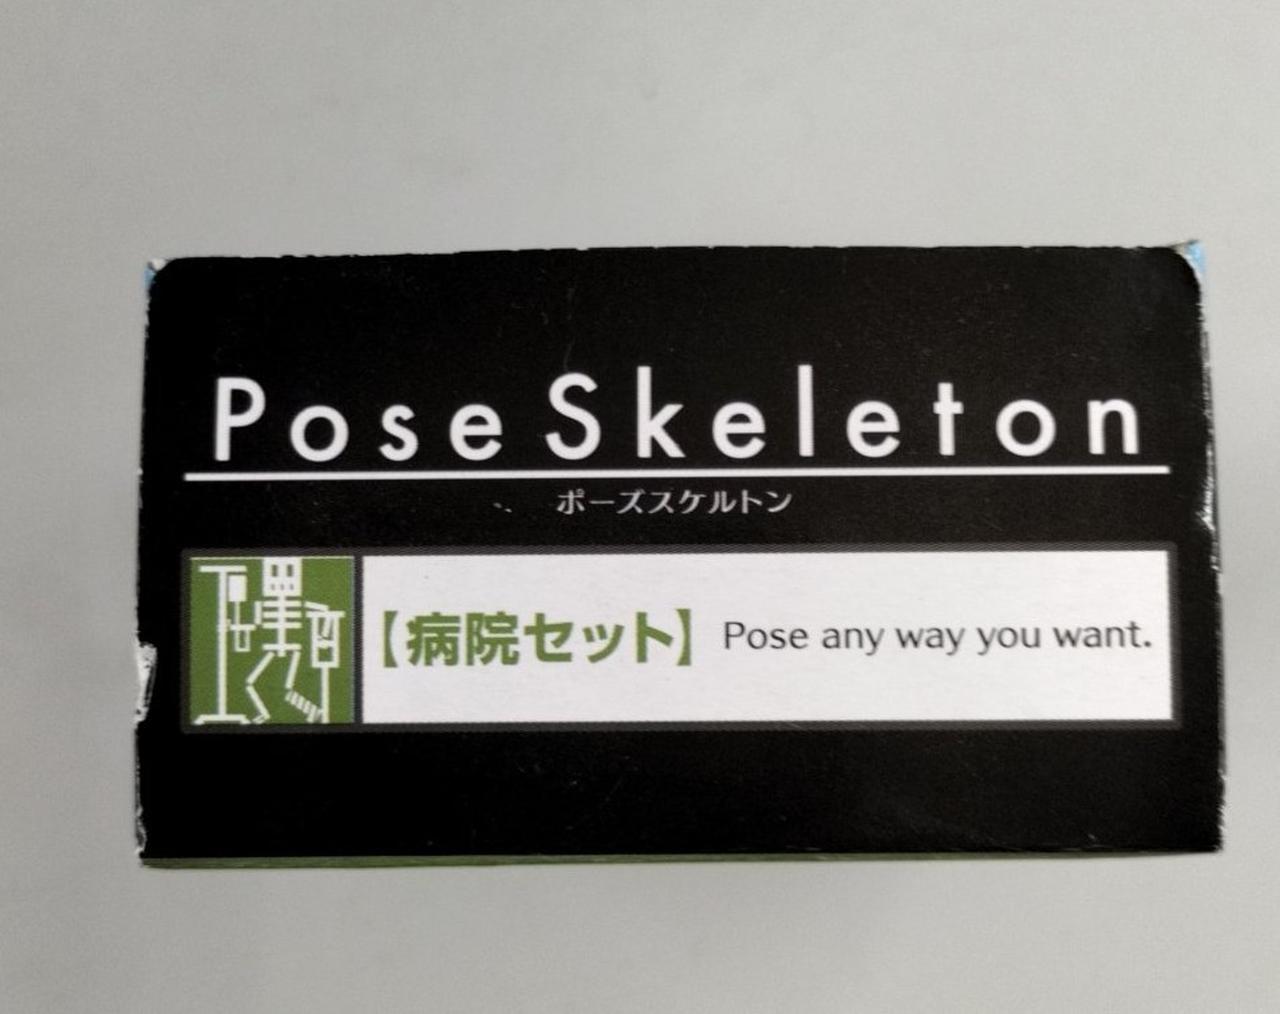 Pose Skeleton
ポーズスケルトン
【病院セット】 Pose any way you want.